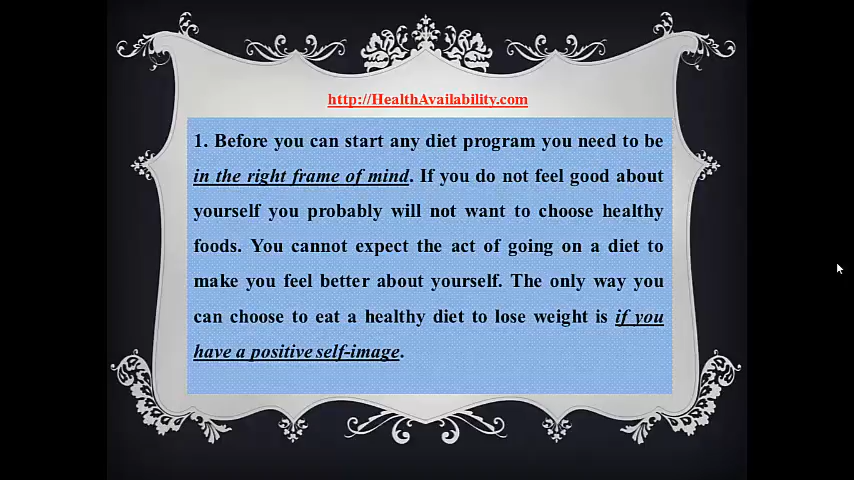 http://HealthAvailability.com
1. Before you can start any diet program you need to be
in the right frame of mind. If you do not feel good about
yourself you probably will not want to choose healthy
foods. You cannot expect the act of going on a diet to
make you feel better about yourself. The only way you
can choose to eat a healthy diet to lose weight is if you
have a positive self-image.